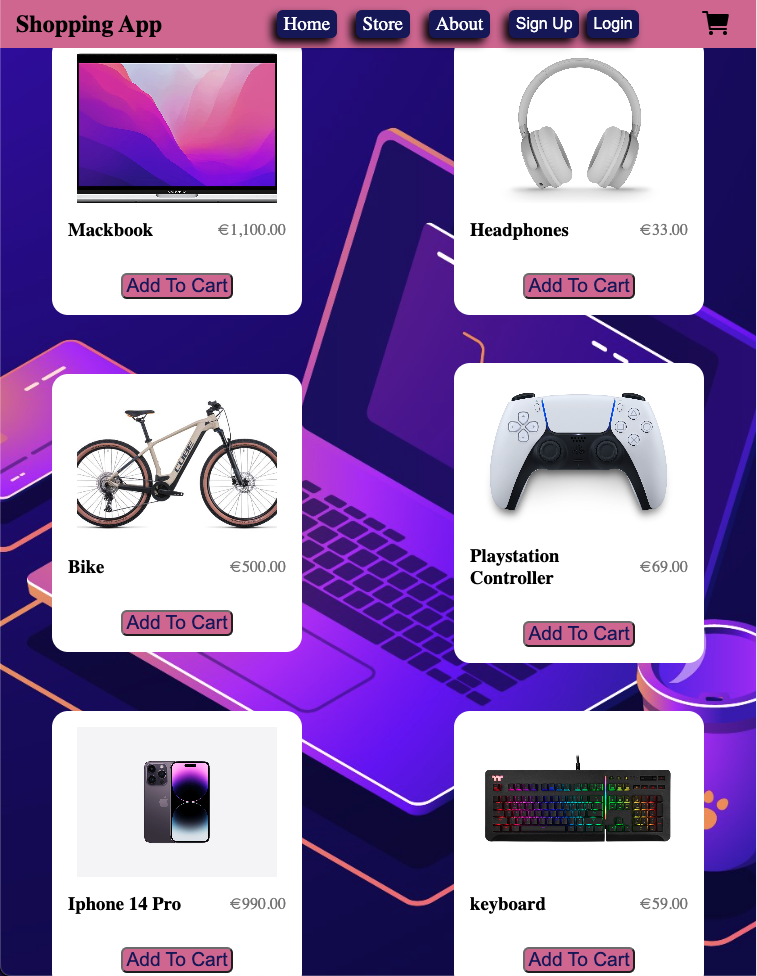 Shopping App Home Store About Sign Up Login
Mackbook €1,100.00
Add To Cart
Headphones €33.00
Add To Cart
CUBE
Bike €500.00
Add To Cart
Playstation
Controller
€69.00
Add To Cart
Iphone 14 Pro €990.00
Add To Cart
keyboard €59.00
Add To Cart